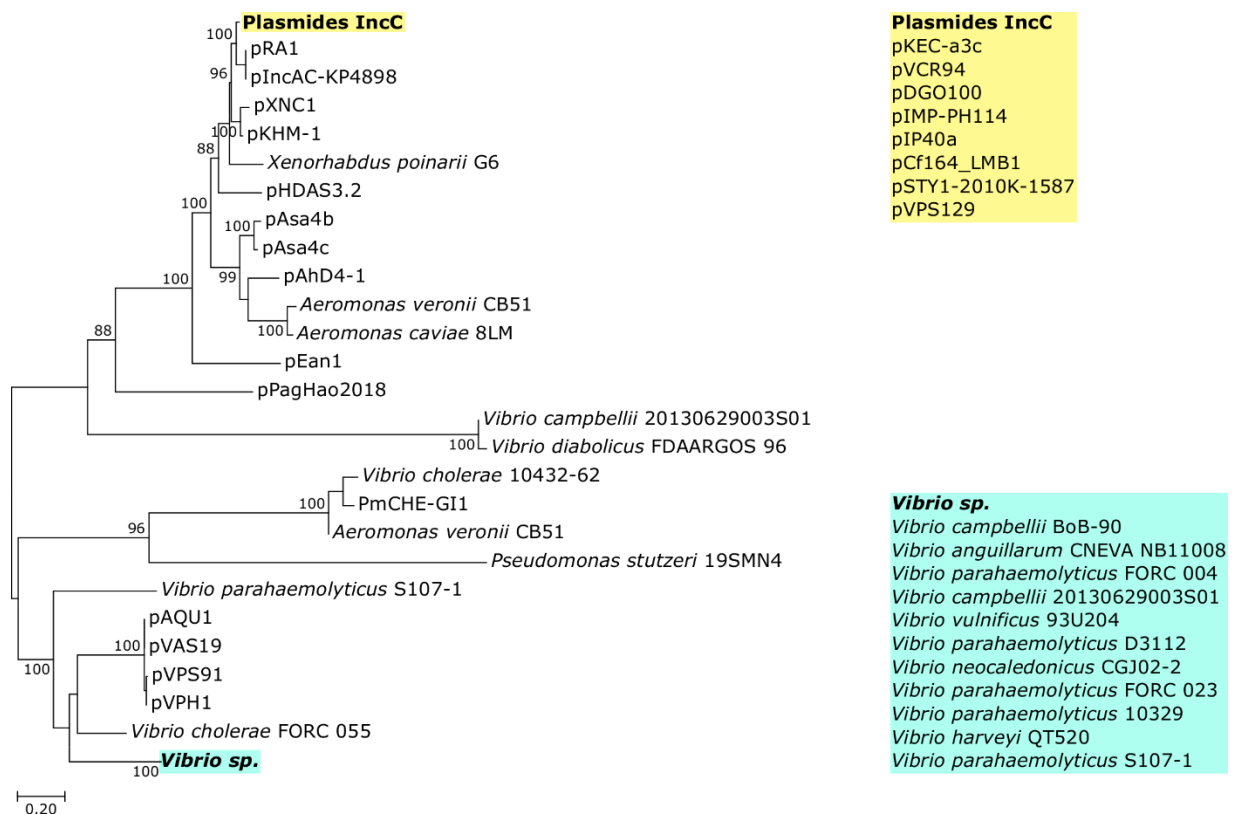 Plasmides IncC
100
pRA1
96
pIncAC-KP4898
pXNC1
100
pKHM-1
88
Xenorhabdus poinarii G6
pHDAS3.2
100
pAsa4b
100
pAsa4c
99
100
pAhD4-1
Aeromonas veronii CB51
100
Aeromonas caviae 8LM
88
pEan1
pPagHao2018
Vibrio campbellii 20130629003S01
100
Vibrio diabolicus FDAARGOS 96
Vibrio cholerae 10432-62
100
PmCHE-GI1
96
Aeromonas veronii CB51
Pseudomonas stutzeri 19SMN4
Vibrio parahaemolyticus S107-1
pAQU1
100
pVAS19
100
pVPS91
pVPH1
Vibrio cholerae FORC 055
Vibrio sp.
100
0.20
Plasmides IncC
pKEC-a3c
pVCR94
pDGO100
pIMP-PH114
pIP40a
pCf164_LMB1
pSTY1-2010K-1587
pVPS129
Vibrio sp.
Vibrio campbellii BoB-90
Vibrio anguillarum CNEVA NB11008
Vibrio parahaemolyticus FORC 004
Vibrio campbellii 20130629003S01
Vibrio vulnificus 93U204
Vibrio parahaemolyticus D3112
Vibrio neocaledonicus CGJ02-2
Vibrio parahaemolyticus FORC 023
Vibrio parahaemolyticus 10329
Vibrio harveyi QT520
Vibrio parahaemolyticus S107-1